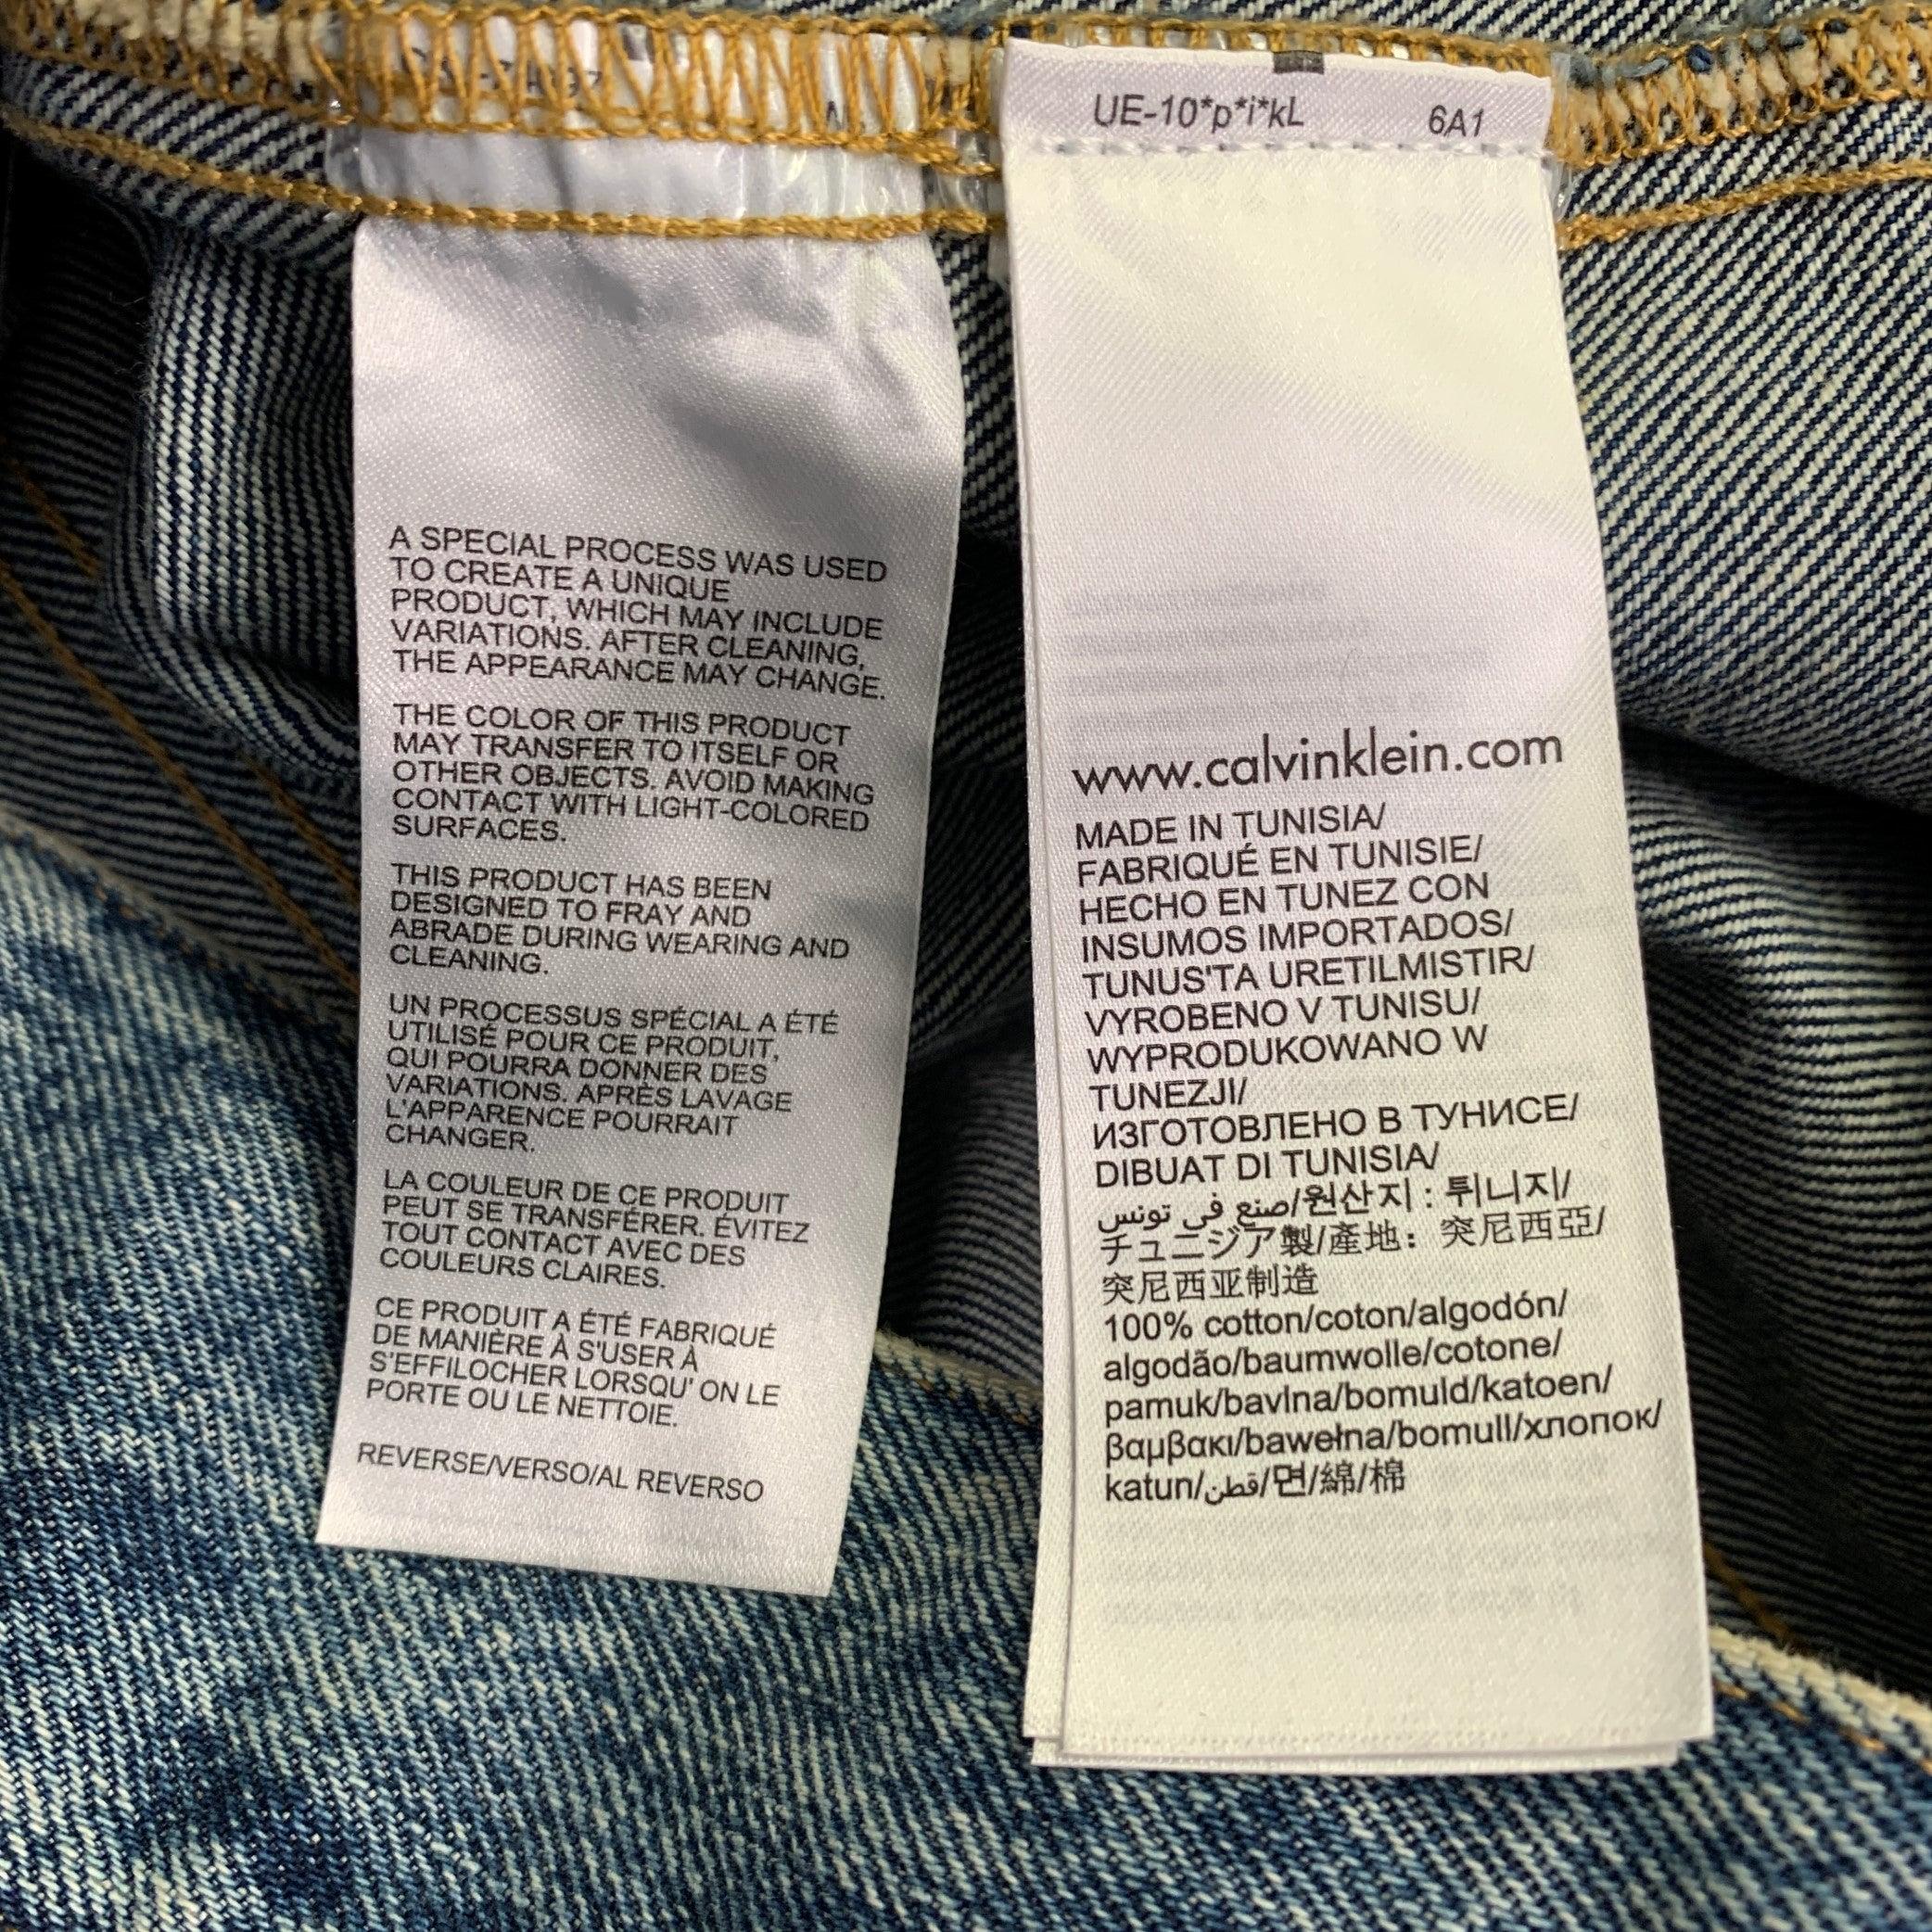 A SPECIAL PROCESS WAS USED
TO CREATE A UNIQUE
PRODUCT, WHICH MAY INCLUDE
VARIATIONS. AFTER CLEANING,
THE APPEARANCE MAY CHANGE.
THE COLOR OF THIS PRODUCT
MAY TRANSFER TO ITSELF OR
OTHER OBJECTS. AVOID MAKING
CONTACT WITH LIGHT-COLORED
SURFACES.
THIS PRODUCT HAS BEEN
DESIGNED TO FRAY AND
ABRADE DURING WEARING AND
CLEANING.
UN PROCESSUS SPÉCIAL A ÉTÉ
UTILISÉ POUR CE PRODUIT,
QUI POURRA DONNER DES
VARIATIONS. APRÈS LAVAGE
L'APPARENCE POURRAIT
CHANGER.
LA COULEUR DE CE PRODUIT
PEUT SE TRANSFÉRER. ÉVITEZ
TOUT CONTACT AVEC DES
COULEURS CLAIRES.
CE PRODUIT A ÉTÉ FABRIQUÉ
DE MANIÈRE À S'USER À
S'EFFILOCHER LORSQU' ON LE
PORTE OU LE NETTOIE.
REVERSE/VERSO/AL REVERSO
UE-10*p*i*kL 6A1
www.calvinklein.com
MADE IN TUNISIA/
FABRIQUÉ EN TUNISIE/
HECHO EN TUNEZ CON
INSUMOS IMPORTADOS/
TUNUS'TA URETILMISTIR/
VYROBENO V TUNISU/
WYPRODUKOWANO W
TUNEZJI/
ИЗГОТОВЛЕНО В ТУНИСЕ/
DIBUAT DI TUNISIA/
صنع في تونس/원산지 : 튀니지/
チュニジア製/產地：突尼西亞/
突尼西亚制造
100% cotton/coton/algodón/
algodão/baumwolle/cotone/
pamuk/bavlna/bomuld/katoen/
βαμβακι/bawełna/bomull/хлопок/
katun/قطن/면/綿/棉